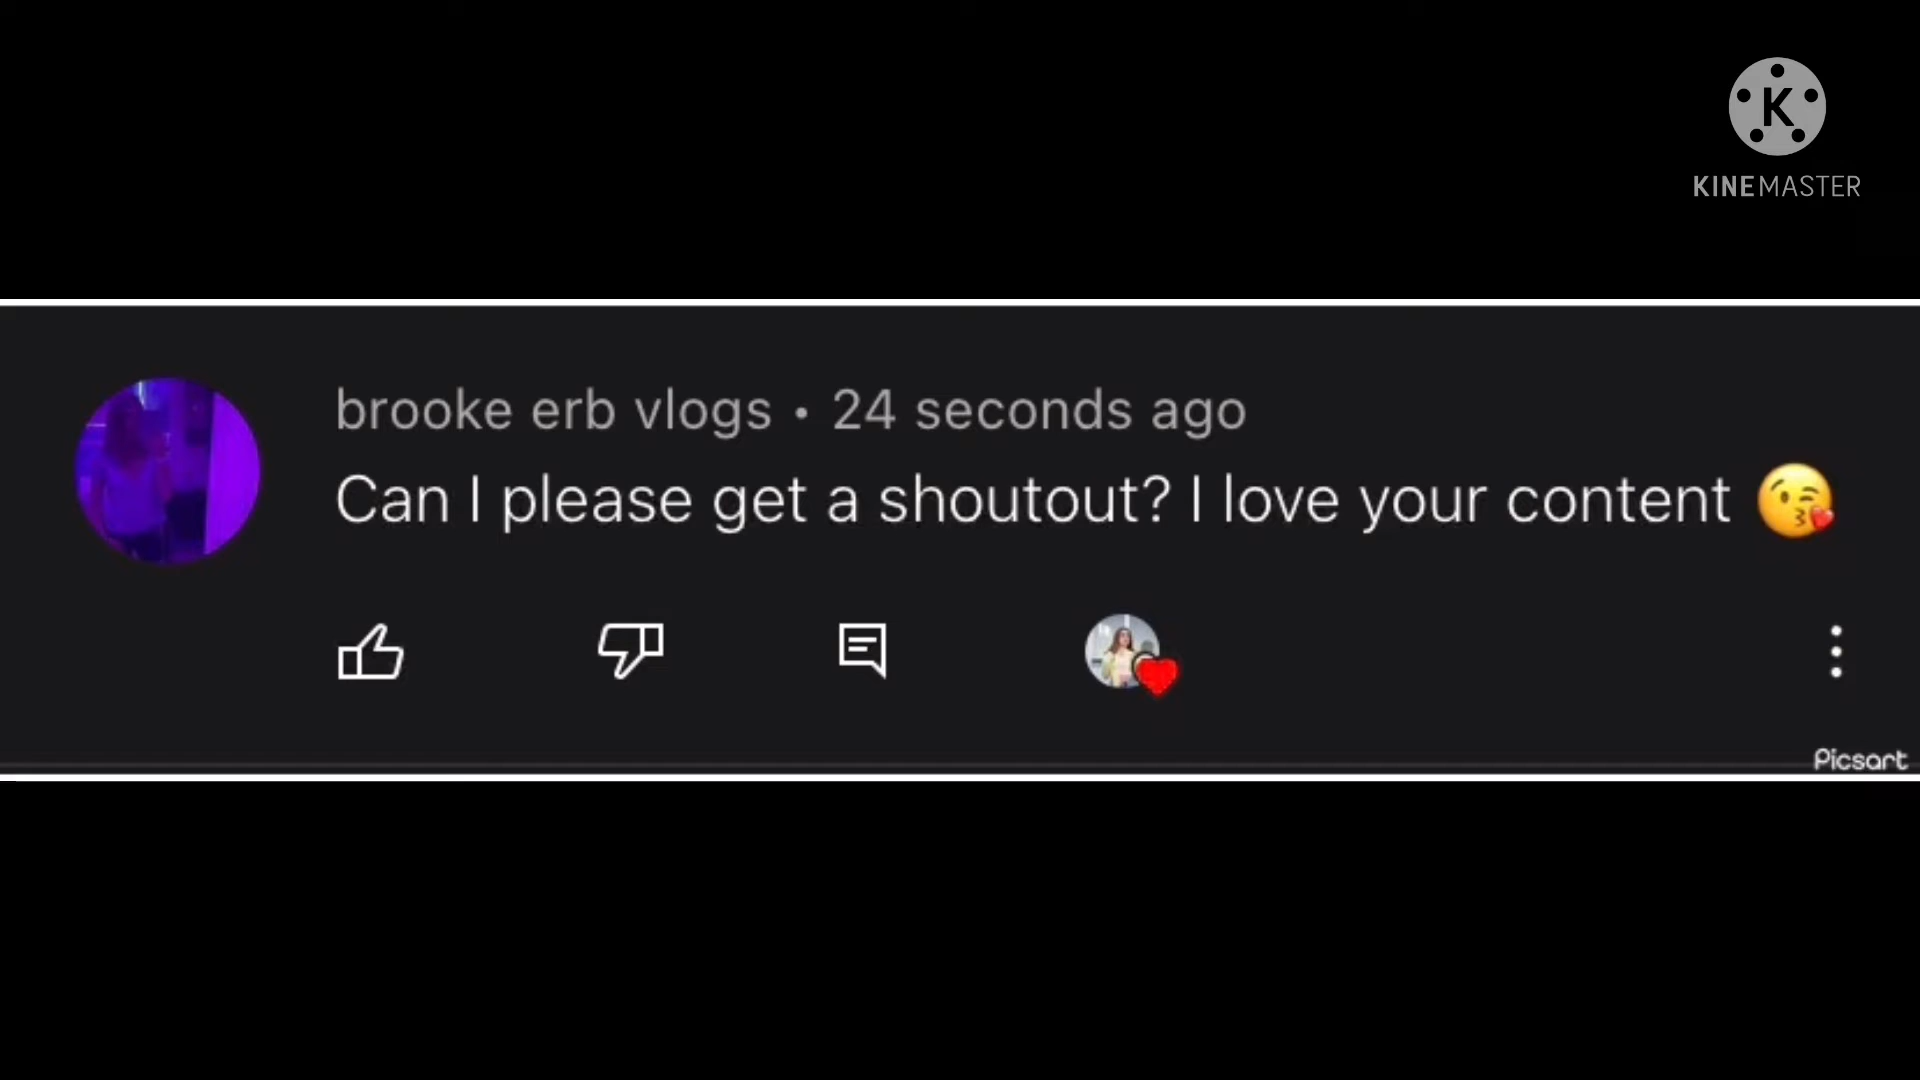 K
KINEMASTER
brooke erb vlogs • 24 seconds ago
Can I please get a shoutout? I love your content 😘
Picsart